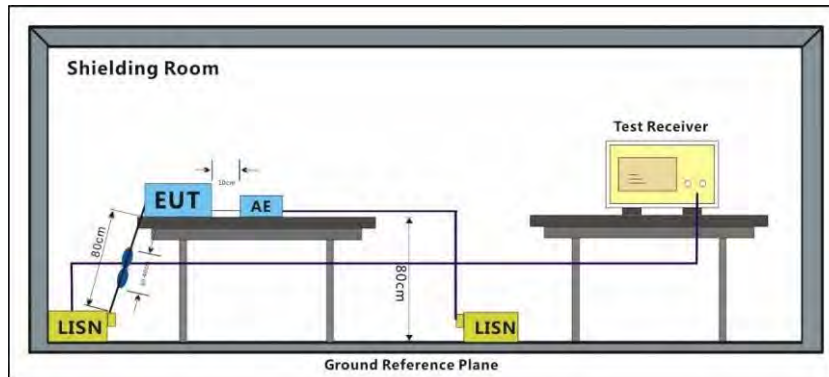 Shielding Room
Test Receiver
10cm
EUT
AE
80cm
80cm
LISN
LISN
Ground Reference Plane